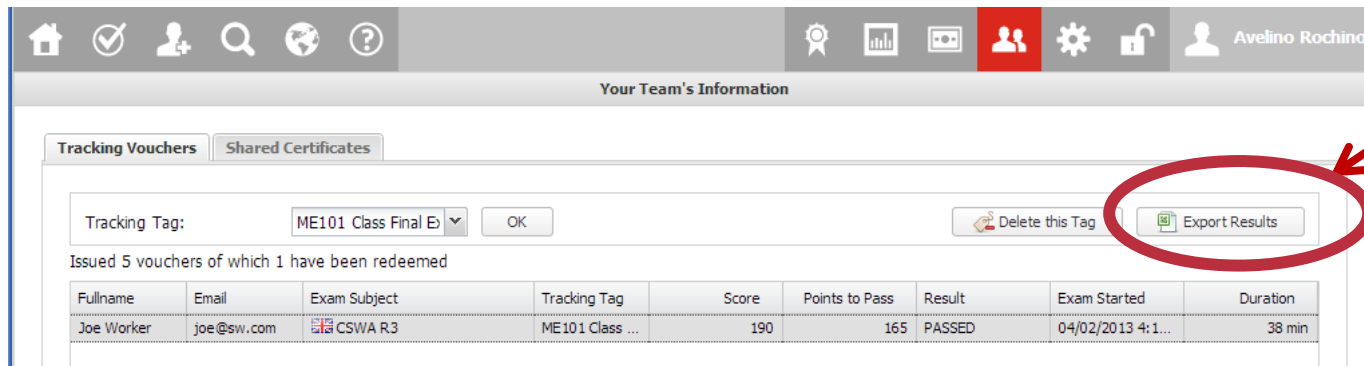 Avelino Rochino
Your Team's Information
Tracking Vouchers Shared Certificates
Tracking Tag: ME101 Class Final E OK Delete this Tag Export Results
Issued 5 vouchers of which 1 have been redeemed
Fullname Email Exam Subject Tracking Tag Score Points to Pass Result Exam Started Duration
Joe Worker joe@sw.com CSWA R3 ME101 Class ... 190 165 PASSED 04/02/2013 4:1... 38 min